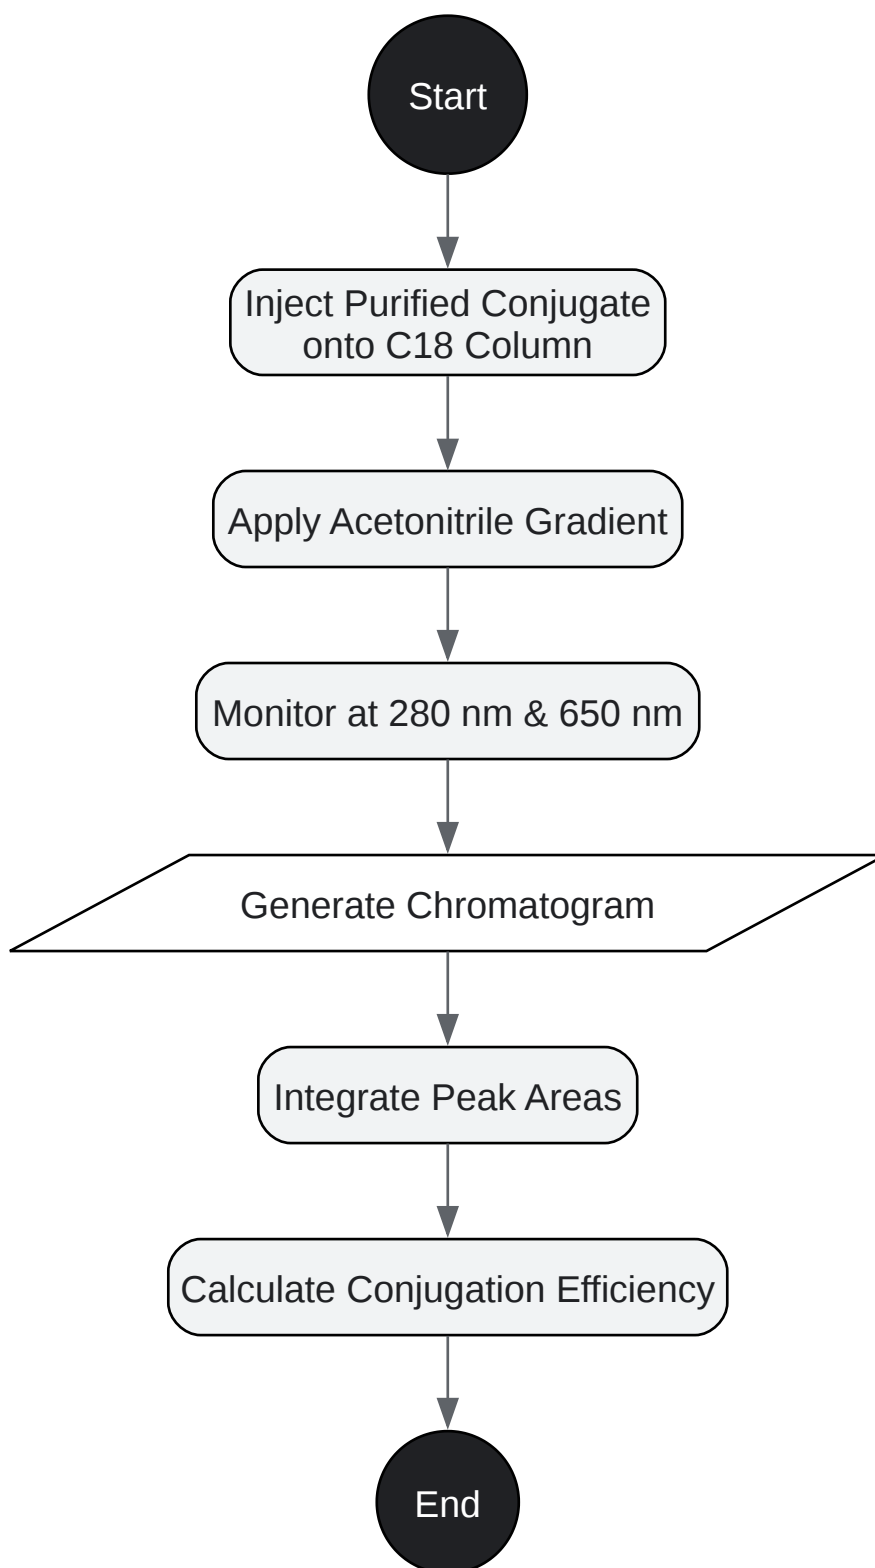 Start
Inject Purified Conjugate
onto C18 Column
Apply Acetonitrile Gradient
Monitor at 280 nm & 650 nm
Generate Chromatogram
Integrate Peak Areas
Calculate Conjugation Efficiency
End